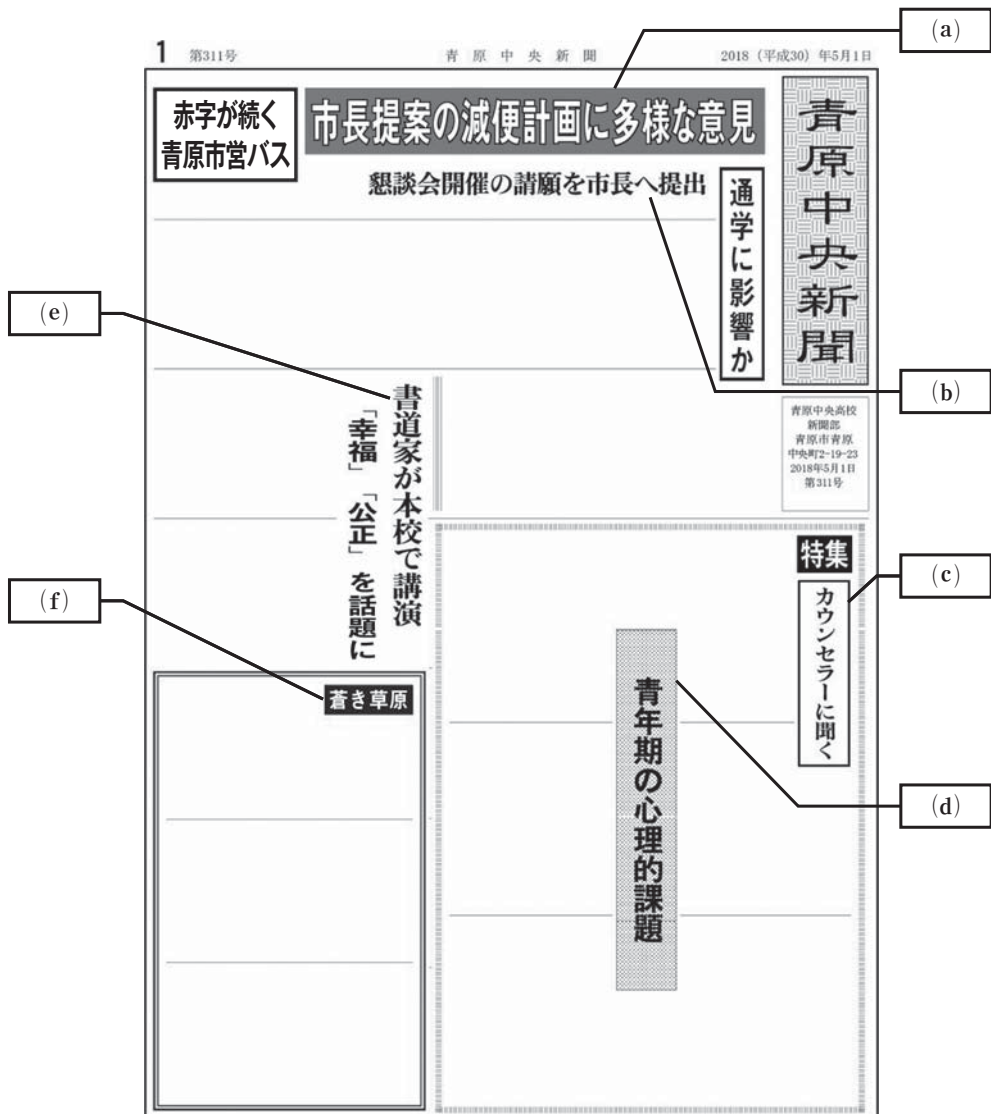 1 第311号 青原中央新聞 2018（平成30）年5月1日
青原中央新聞
青原中央高校
新聞部
青原市青原
中央町2-19-23
2018年5月1日
第311号
赤字が続く
青原市営バス
市長提案の減便計画に多様な意見
懇談会開催の請願を市長へ提出
通学に影響か
書道家が本校で講演
「幸福」「公正」を話題に
特集
カウンセラーに聞く
青年期の心理的課題
蒼き草原
(a)
(b)
(c)
(d)
(e)
(f)